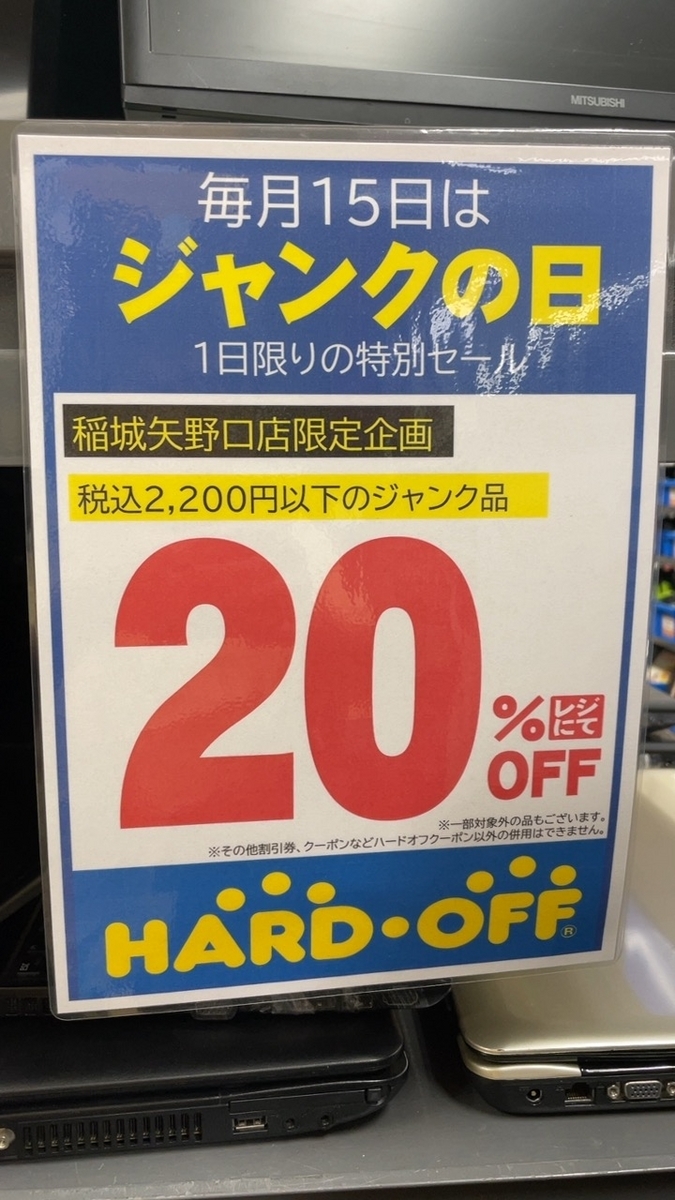 MITSUBISHI
毎月15日は
ジャンクの日
1日限りの特別セール
稲城矢野口店限定企画
税込2,200円以下のジャンク品
20%レジにてOFF
※一部対象外の品もございます。
※その他割引券、クーポンなどハードオフクーポン以外の併用はできません。
HARD・OFF®